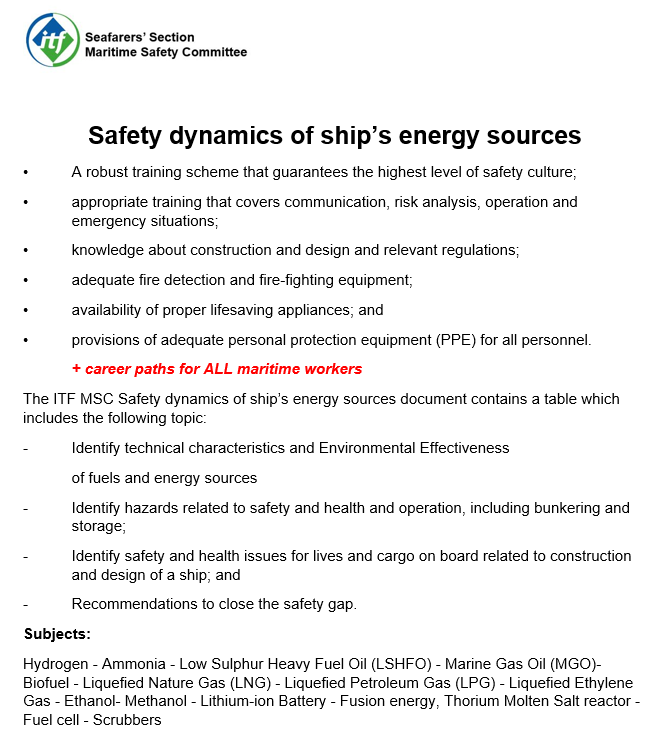 itf
Seafarers' Section
Maritime Safety Committee
Safety dynamics of ship's energy sources
• A robust training scheme that guarantees the highest level of safety culture;
• appropriate training that covers communication, risk analysis, operation and
emergency situations;
• knowledge about construction and design and relevant regulations;
• adequate fire detection and fire-fighting equipment;
• availability of proper lifesaving appliances; and
• provisions of adequate personal protection equipment (PPE) for all personnel.
+ career paths for ALL maritime workers
The ITF MSC Safety dynamics of ship's energy sources document contains a table which
includes the following topic:
- Identify technical characteristics and Environmental Effectiveness
of fuels and energy sources
- Identify hazards related to safety and health and operation, including bunkering and
storage;
- Identify safety and health issues for lives and cargo on board related to construction
and design of a ship; and
- Recommendations to close the safety gap.
Subjects:
Hydrogen - Ammonia - Low Sulphur Heavy Fuel Oil (LSHFO) - Marine Gas Oil (MGO)-
Biofuel - Liquefied Nature Gas (LNG) - Liquefied Petroleum Gas (LPG) - Liquefied Ethylene
Gas - Ethanol- Methanol - Lithium-ion Battery - Fusion energy, Thorium Molten Salt reactor -
Fuel cell - Scrubbers